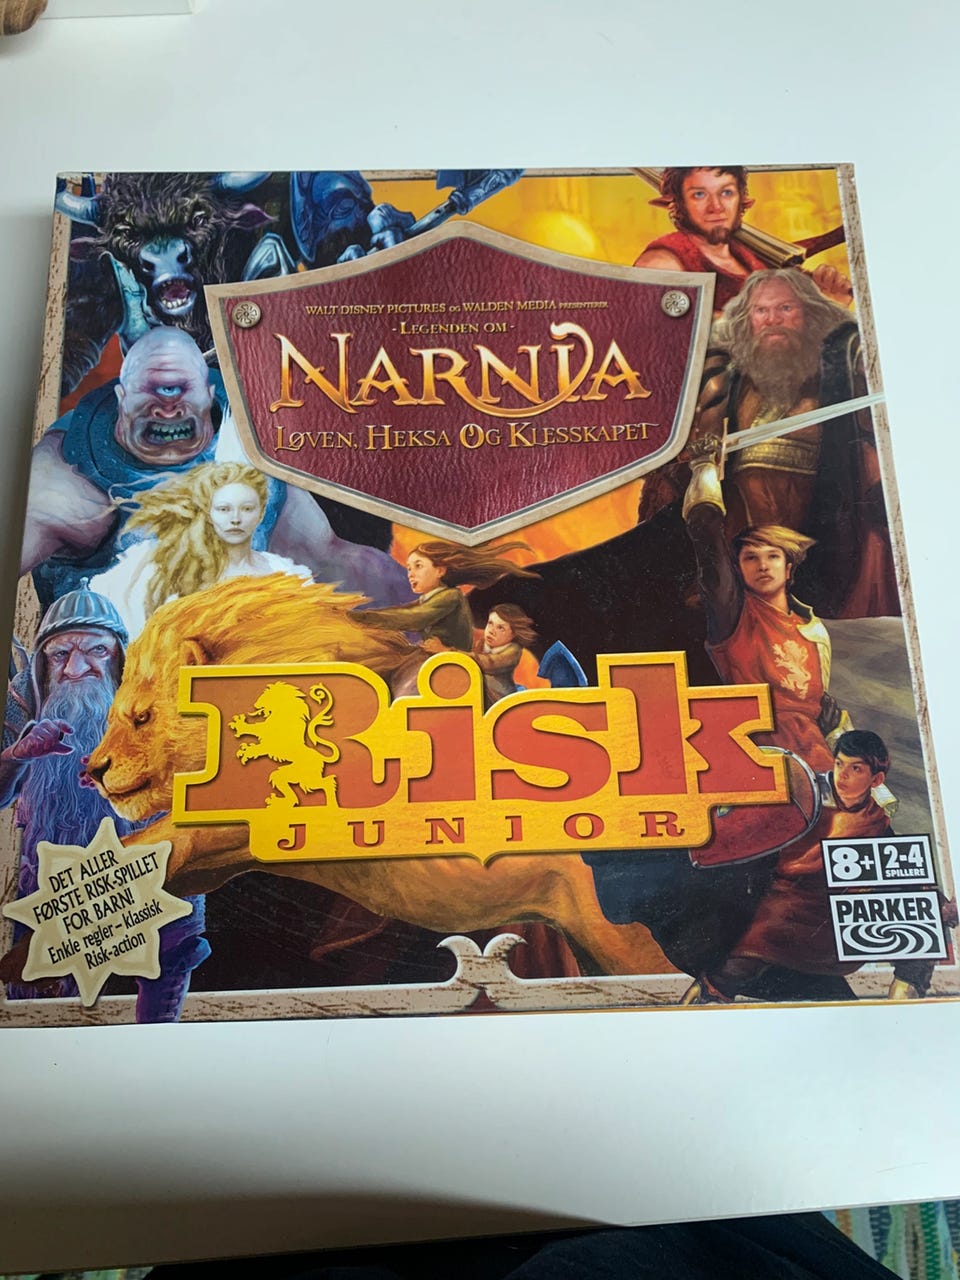 WALT DISNEY PICTURES OG WALDEN MEDIA PRESENTERER
- LEGENDEN OM -
NARNIA
LØVEN, HEKSA OG KLESSKAPET
RISK
JUNIOR
DET ALLER
FØRSTE RISK-SPILLET
FOR BARN!
Enkle regler – klassisk
Risk-action
8+
2-4
SPILLERE
PARKER